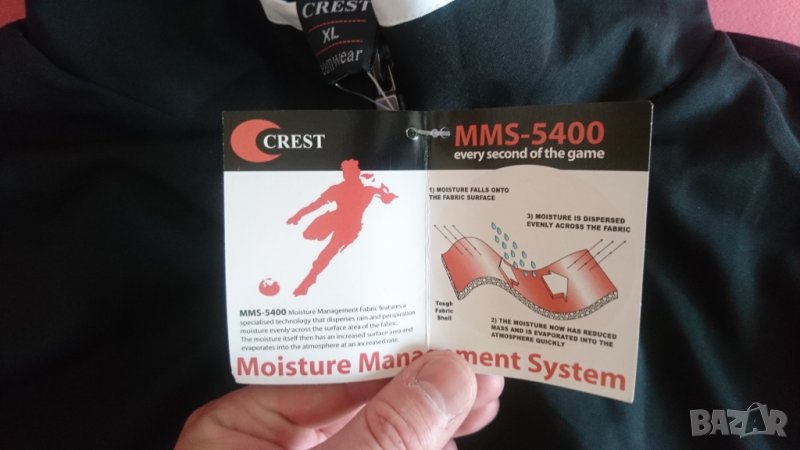 CREST
XL
CREST
MMS-5400 Moisture Management Fabric features a
specialised technology that disperses rain and perspiration
moisture evenly across the surface area of the fabric.
The moisture itself then has an increased surface area and
evaporates into the atmosphere at an increased rate.
MMS-5400
every second of the game
1) MOISTURE FALLS ONTO
THE FABRIC SURFACE
3) MOISTURE IS DISPERSED
EVENLY ACROSS THE FABRIC
Tough
Fabric
Shell
2) THE MOISTURE NOW HAS REDUCED
MASS AND IS EVAPORATED INTO THE
ATMOSPHERE QUICKLY
Moisture Management System
BAZAR